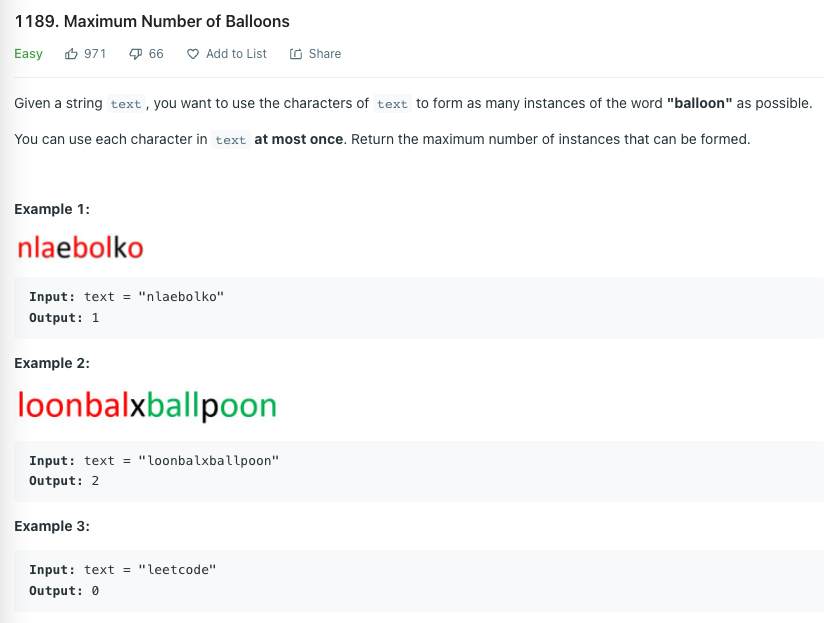 1189. Maximum Number of Balloons
Easy 971 66 Add to List Share
Given a string text, you want to use the characters of text to form as many instances of the word "balloon" as possible.
You can use each character in text at most once. Return the maximum number of instances that can be formed.
Example 1:
nlaebolko
Input: text = "nlaebolko"
Output: 1
Example 2:
loonbalxballpoon
Input: text = "loonbalxballpoon"
Output: 2
Example 3:
Input: text = "leetcode"
Output: 0